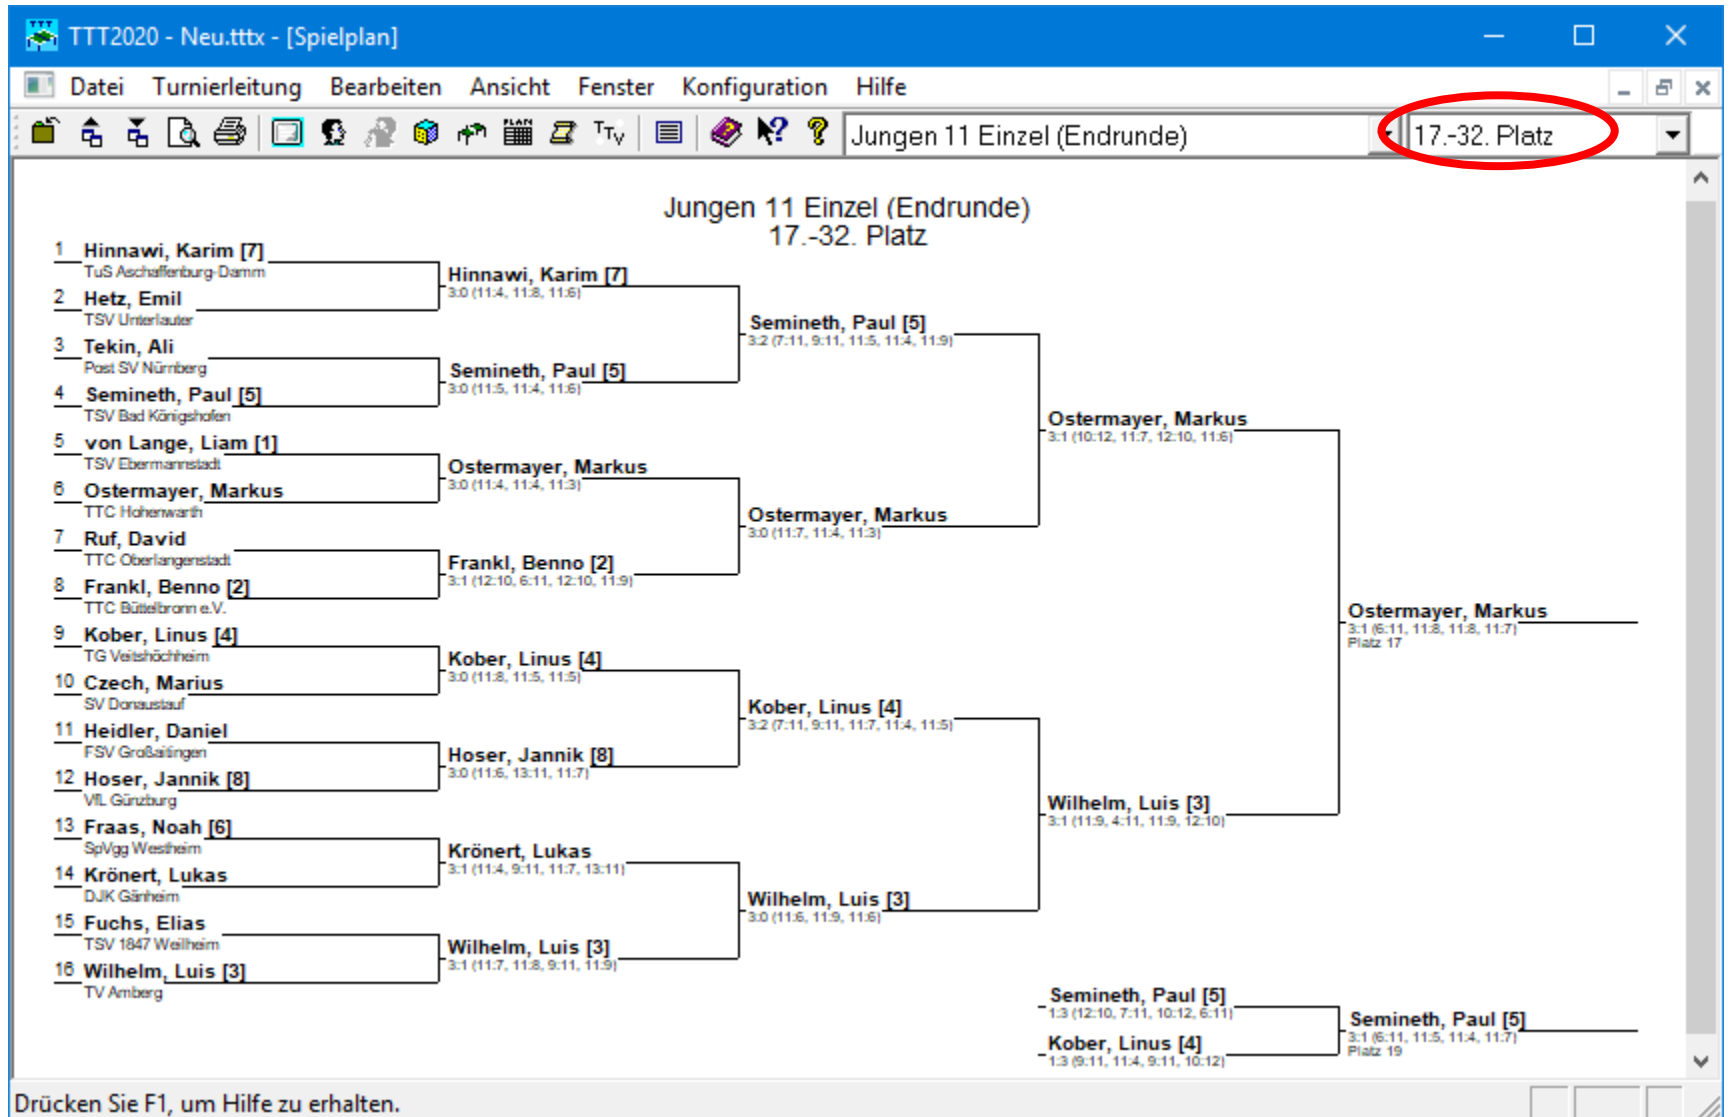 TTT2020 - Neu.tttx - [Spielplan]
Datei Turnierleitung Bearbeiten Ansicht Fenster Konfiguration Hilfe
Jungen 11 Einzel (Endrunde) 17.-32. Platz
Jungen 11 Einzel (Endrunde)
17.-32. Platz
1 Hinnawi, Karim [7]
TuS Aschaffenburg-Damm
2 Hetz, Emil
TSV Unterlauter
3 Tekin, Ali
Post SV Nürnberg
4 Semineth, Paul [5]
TSV Bad Königshofen
5 von Lange, Liam [1]
TSV Ebermannstadt
6 Ostermayer, Markus
TTC Hohenwarth
7 Ruf, David
TTC Oberlangenstadt
8 Frankl, Benno [2]
TTC Büttelbronn e.V.
9 Kober, Linus [4]
TG Veitshöchheim
10 Czech, Marius
SV Donaustauf
11 Heidler, Daniel
FSV Großaitingen
12 Hoser, Jannik [8]
VfL Günzburg
13 Fraas, Noah [6]
SpVgg Westheim
14 Krönert, Lukas
DJK Gänheim
15 Fuchs, Elias
TSV 1847 Weilheim
16 Wilhelm, Luis [3]
TV Amberg
Hinnawi, Karim [7]
3:0 (11:4, 11:8, 11:6)
Semineth, Paul [5]
3:0 (11:5, 11:4, 11:6)
Ostermayer, Markus
3:0 (11:4, 11:4, 11:3)
Frankl, Benno [2]
3:1 (12:10, 6:11, 12:10, 11:9)
Kober, Linus [4]
3:0 (11:8, 11:5, 11:5)
Hoser, Jannik [8]
3:0 (11:6, 13:11, 11:7)
Krönert, Lukas
3:1 (11:4, 9:11, 11:7, 13:11)
Wilhelm, Luis [3]
3:1 (11:7, 11:8, 9:11, 11:9)
Semineth, Paul [5]
3:2 (7:11, 9:11, 11:5, 11:4, 11:9)
Ostermayer, Markus
3:0 (11:7, 11:4, 11:3)
Kober, Linus [4]
3:2 (7:11, 9:11, 11:7, 11:4, 11:5)
Wilhelm, Luis [3]
3:0 (11:6, 11:9, 11:6)
Ostermayer, Markus
3:1 (10:12, 11:7, 12:10, 11:6)
Wilhelm, Luis [3]
3:1 (11:9, 4:11, 11:9, 12:10)
Ostermayer, Markus
3:1 (6:11, 11:8, 11:8, 11:7)
Platz 17
Semineth, Paul [5]
1:3 (12:10, 7:11, 10:12, 6:11)
Kober, Linus [4]
1:3 (9:11, 11:4, 9:11, 10:12)
Semineth, Paul [5]
3:1 (6:11, 11:5, 11:4, 11:7)
Platz 19
Drücken Sie F1, um Hilfe zu erhalten.